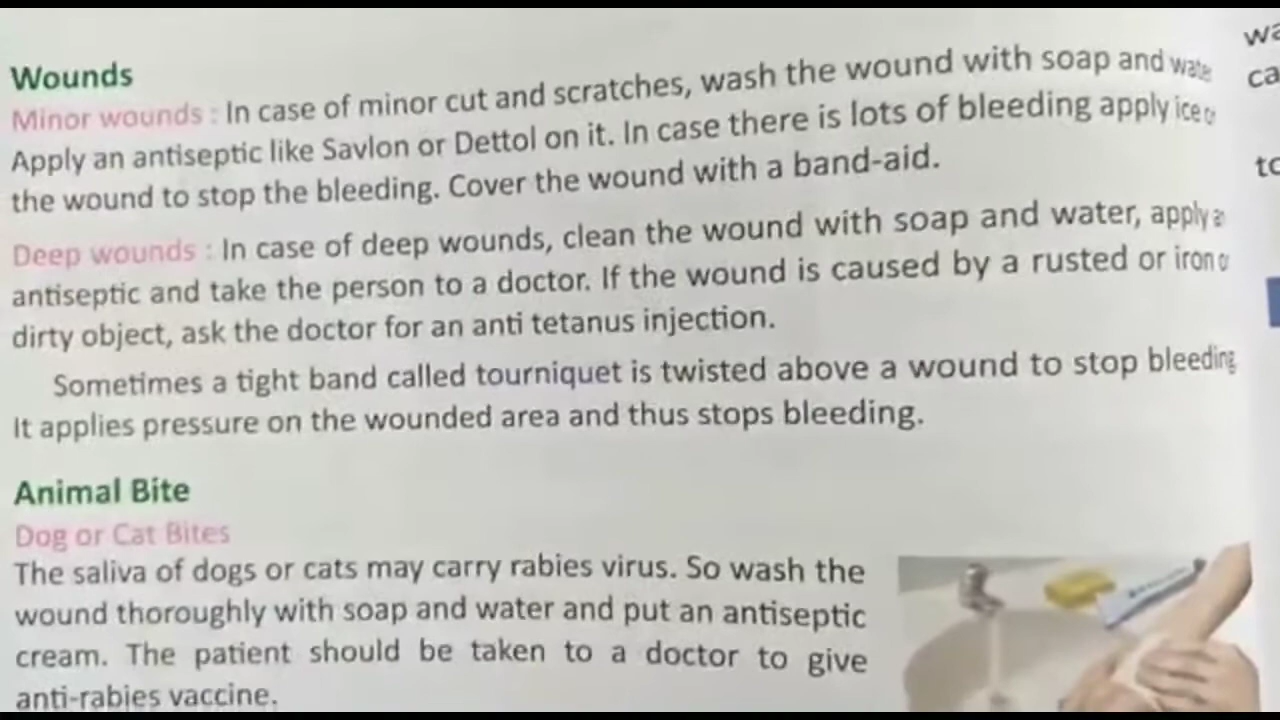 Wounds
Minor wounds : In case of minor cut and scratches, wash the wound with soap and water
Apply an antiseptic like Savlon or Dettol on it. In case there is lots of bleeding apply ice
the wound to stop the bleeding. Cover the wound with a band-aid.
Deep wounds : In case of deep wounds, clean the wound with soap and water, apply
antiseptic and take the person to a doctor. If the wound is caused by a rusted or iron
dirty object, ask the doctor for an anti tetanus injection.
Sometimes a tight band called tourniquet is twisted above a wound to stop bleeding
It applies pressure on the wounded area and thus stops bleeding.
Animal Bite
Dog or Cat Bites
The saliva of dogs or cats may carry rabies virus. So wash the
wound thoroughly with soap and water and put an antiseptic
cream. The patient should be taken to a doctor to give
anti-rabies vaccine.